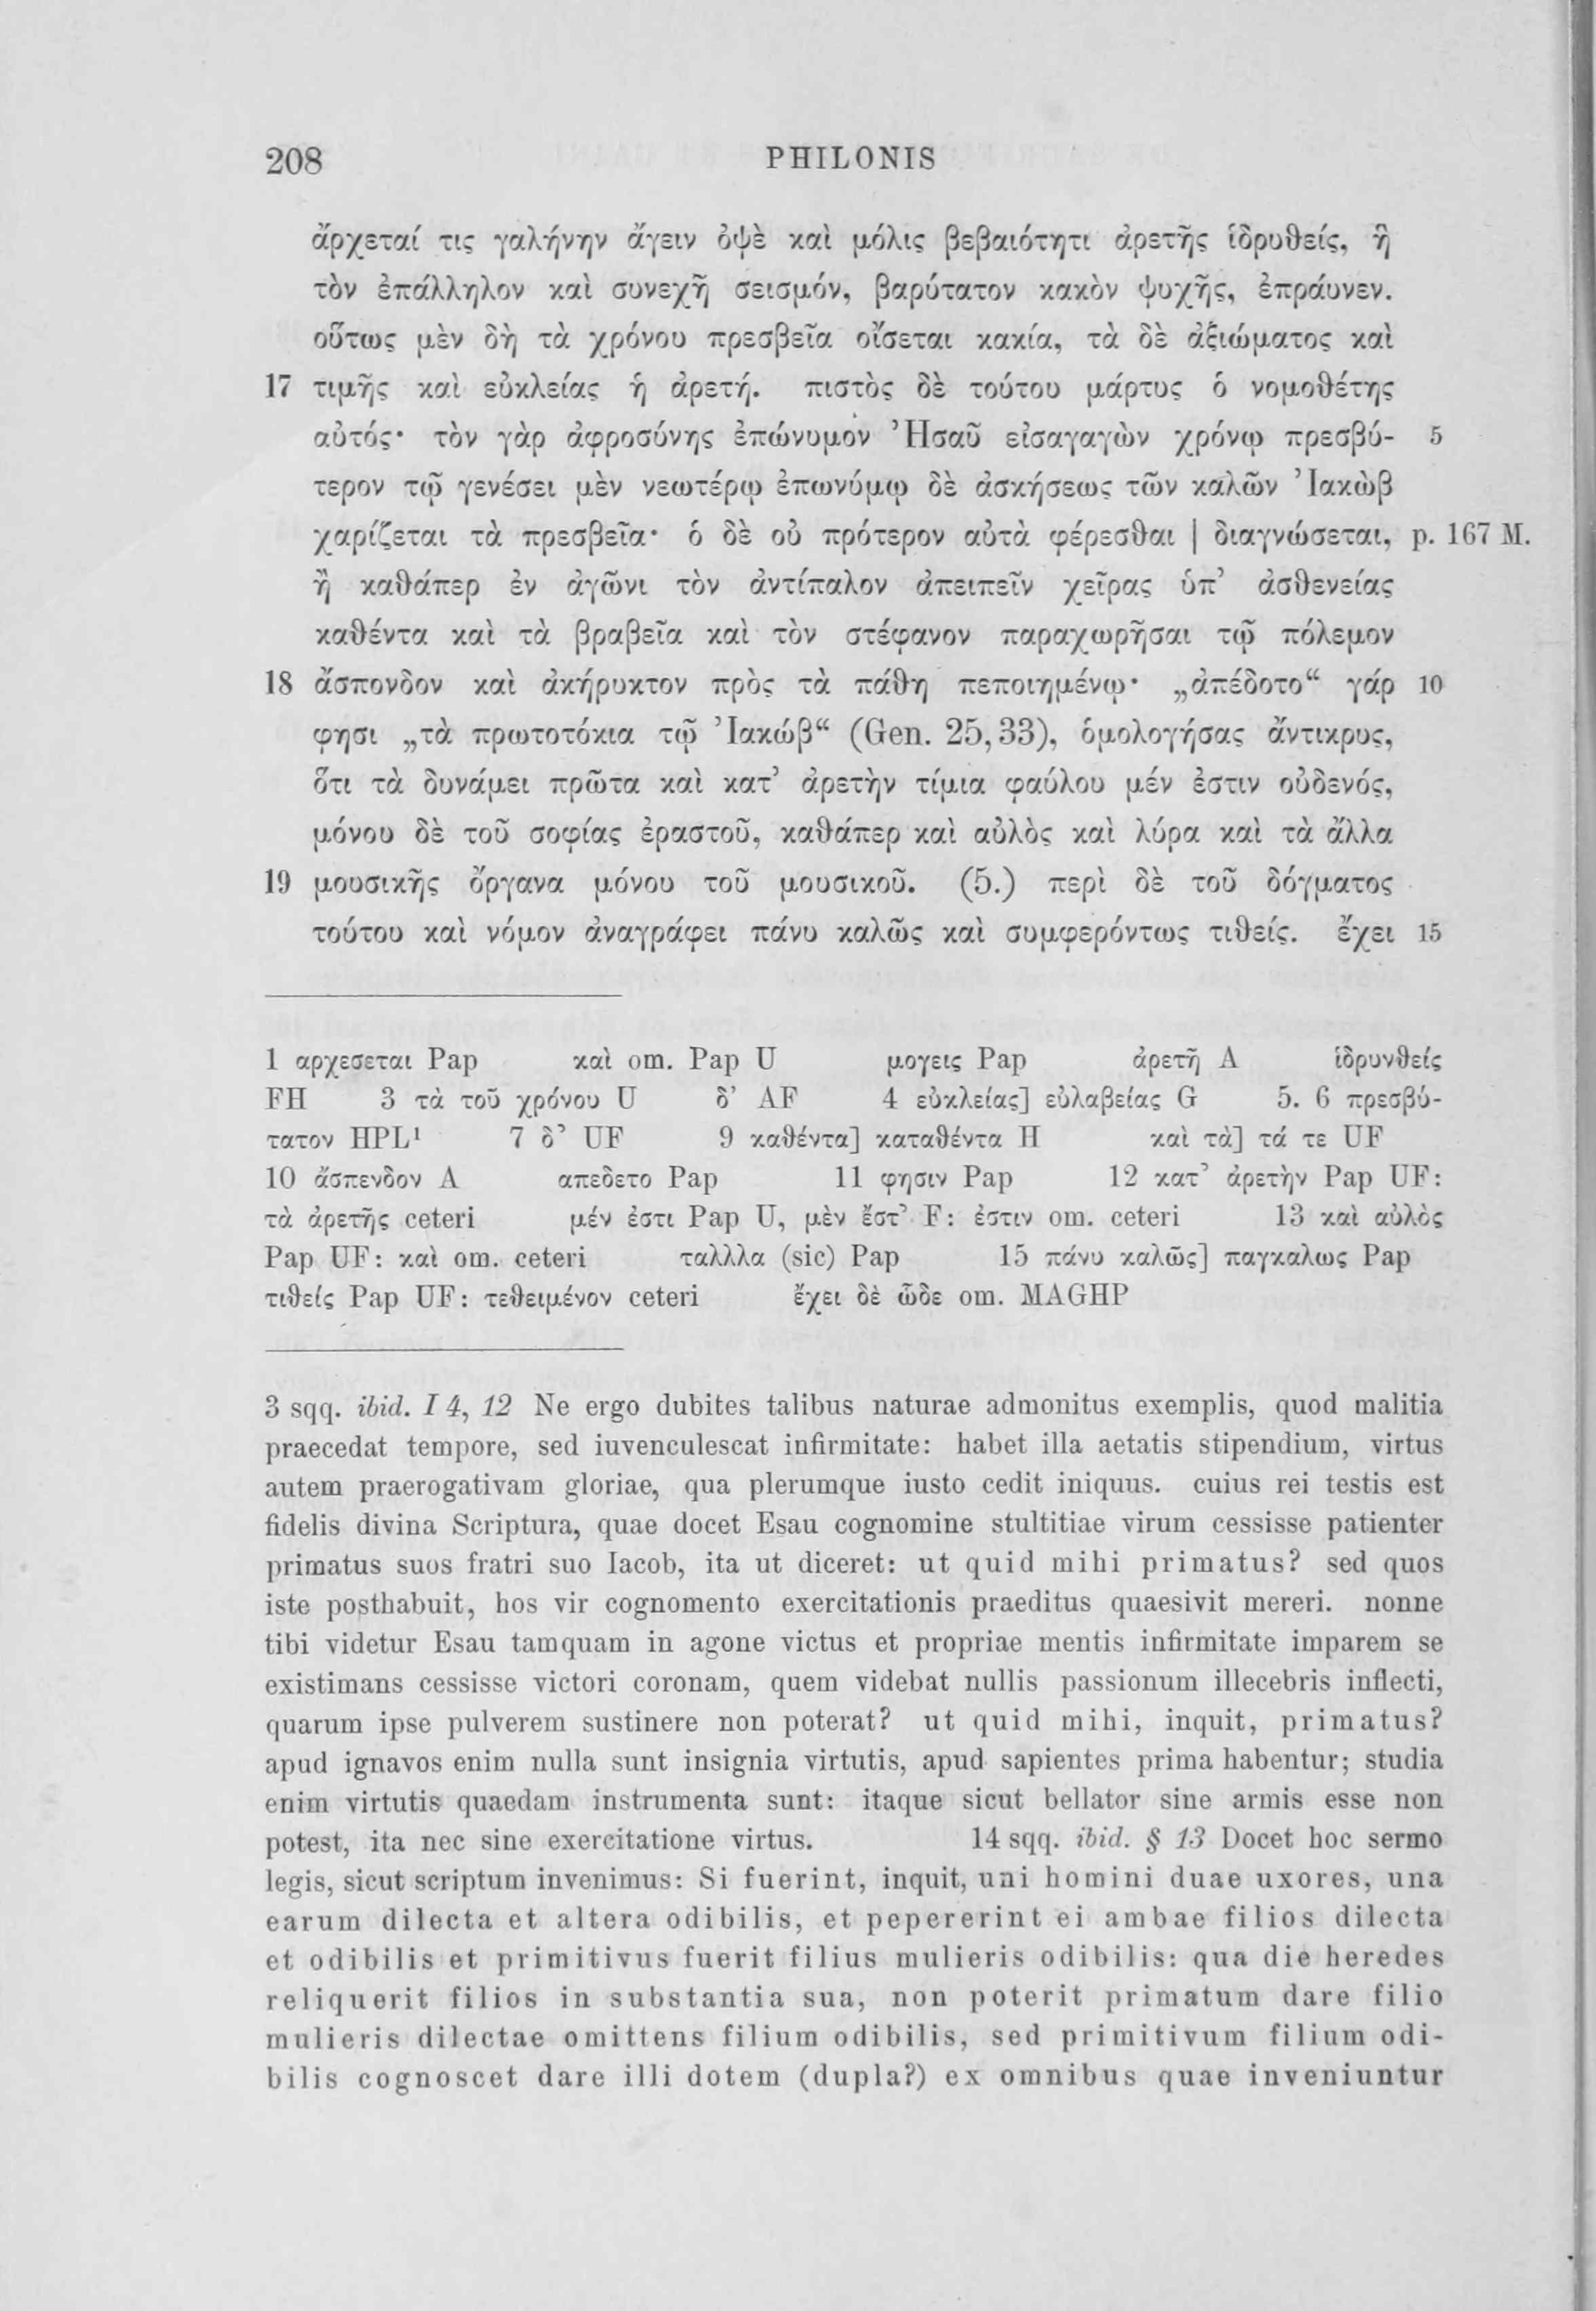 208 PHILONIS
ἄρχεταί τις γαλήνην ἄγειν ὀψὲ καὶ μόλις βεβαιότητι ἀρετῆς ἱδρυθείς, ἢ
τὸν ἐπάλληλον καὶ συνεχῆ σεισμόν, βαρύτατον κακὸν ψυχῆς, ἐπράυνεν.
οὕτως μὲν δὴ τὰ χρόνου πρεσβεῖα οἴσεται κακία, τὰ δὲ ἀξιώματος καὶ
17 τιμῆς καὶ εὐκλείας ἡ ἀρετή. πιστὸς δὲ τούτου μάρτυς ὁ νομοθέτης
αὐτός· τὸν γὰρ ἀφροσύνης ἐπώνυμον Ἠσαῦ εἰσαγαγὼν χρόνῳ πρεσβύ- 5
τερον τῷ γενέσει μὲν νεωτέρῳ ἐπωνύμῳ δὲ ἀσκήσεως τῶν καλῶν Ἰακὼβ
χαρίζεται τὰ πρεσβεῖα· ὁ δὲ οὐ πρότερον αὐτὰ φέρεσθαι | διαγνώσεται, p. 167 M.
ἢ καθάπερ ἐν ἀγῶνι τὸν ἀντίπαλον ἀπειπεῖν χεῖρας ὑπ’ ἀσθενείας
καθέντα καὶ τὰ βραβεῖα καὶ τὸν στέφανον παραχωρῆσαι τῷ πόλεμον
18 ἄσπονδον καὶ ἀκήρυκτον πρὸς τὰ πάθη πεποιημένῳ· „ἀπέδοτο“ γάρ 10
φησι „τὰ πρωτοτόκια τῷ Ἰακώβ“ (Gen. 25,33), ὁμολογήσας ἄντικρυς,
ὅτι τὰ δυνάμει πρῶτα καὶ κατ’ ἀρετὴν τίμια φαύλου μέν ἐστιν οὐδενός,
μόνου δὲ τοῦ σοφίας ἐραστοῦ, καθάπερ καὶ αὐλὸς καὶ λύρα καὶ τὰ ἄλλα
19 μουσικῆς ὄργανα μόνου τοῦ μουσικοῦ. (5.) περὶ δὲ τοῦ δόγματος
τούτου καὶ νόμον ἀναγράφει πάνυ καλῶς καὶ συμφερόντως τιθείς. ἔχει 15
1 αρχεσεται Pap καὶ om. Pap U μογεις Pap ἀρετῇ A ἱδρυνθείς
FH 3 τὰ τοῦ χρόνου U δ’ AF 4 εὐκλείας] εὐλαβείας G 5. 6 πρεσβύ-
τατον HPL¹ 7 δ’ UF 9 καθέντα] καταθέντα H καὶ τὰ] τά τε UF
10 ἄσπενδον A απεδετο Pap 11 φησιν Pap 12 κατ’ ἀρετὴν Pap UF:
τὰ ἀρετῆς ceteri μέν ἐστι Pap U, μὲν ἔστ’ F: ἐστιν om. ceteri 13 καὶ αὐλὸς
Pap UF: καὶ om. ceteri ταλλλα (sic) Pap 15 πάνυ καλῶς] παγκαλως Pap
τιθείς Pap UF: τεθειμένον ceteri ἔχει δὲ ὧδε om. MAGHP
3 sqq. ibid. I 4, 12 Ne ergo dubites talibus naturae admonitus exemplis, quod malitia
praecedat tempore, sed iuvenculescat infirmitate: habet illa aetatis stipendium, virtus
autem praerogativam gloriae, qua plerumque iusto cedit iniquus. cuius rei testis est
fidelis divina Scriptura, quae docet Esau cognomine stultitiae virum cessisse patienter
primatus suos fratri suo Iacob, ita ut diceret: ut quid mihi primatus? sed quos
iste posthabuit, hos vir cognomento exercitationis praeditus quaesivit mereri. nonne
tibi videtur Esau tamquam in agone victus et propriae mentis infirmitate imparem se
existimans cessisse victori coronam, quem videbat nullis passionum illecebris inflecti,
quarum ipse pulverem sustinere non poterat? ut quid mihi, inquit, primatus?
apud ignavos enim nulla sunt insignia virtutis, apud sapientes prima habentur; studia
enim virtutis quaedam instrumenta sunt: itaque sicut bellator sine armis esse non
potest, ita nec sine exercitatione virtus. 14 sqq. ibid. § 13 Docet hoc sermo
legis, sicut scriptum invenimus: Si fuerint, inquit, uni homini duae uxores, una
earum dilecta et altera odibilis, et pepererint ei ambae filios dilecta
et odibilis et primitivus fuerit filius mulieris odibilis: qua die heredes
reliquerit filios in substantia sua, non poterit primatum dare filio
mulieris dilectae omittens filium odibilis, sed primitivum filium odi-
bilis cognoscet dare illi dotem (dupla?) ex omnibus quae inveniuntur